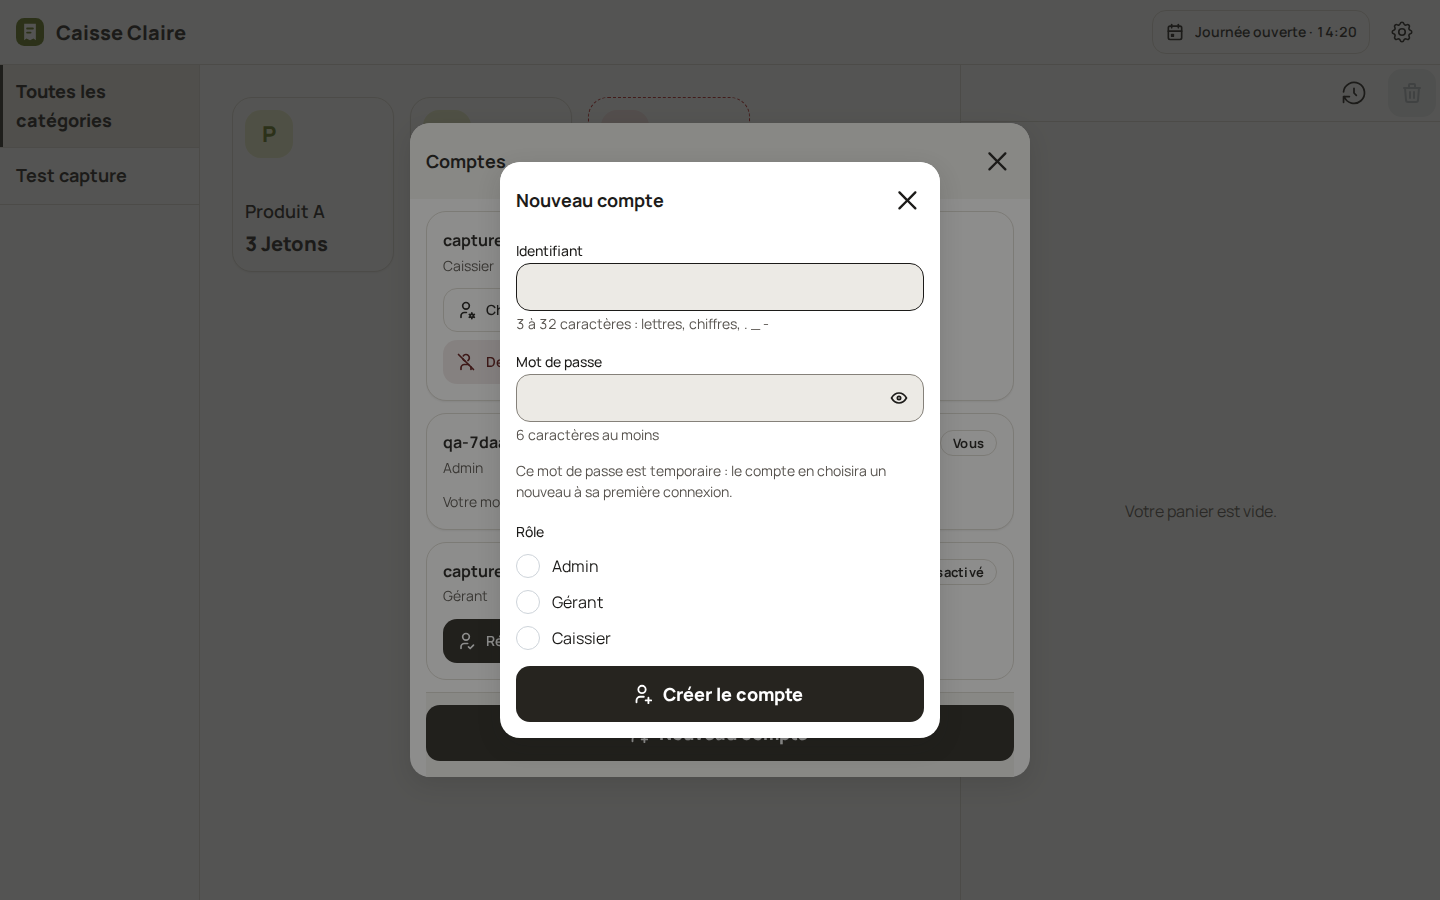 Caisse Claire
Journée ouverte · 14:20
Toutes les
catégories
Test capture
P
Produit A
3 Jetons
Comptes
Caissier
Vous
Admin
Gérant
Nouveau compte
Identifiant
3 à 32 caractères : lettres, chiffres, . _ -
Mot de passe
6 caractères au moins
Ce mot de passe est temporaire : le compte en choisira un
nouveau à sa première connexion.
Rôle
Admin
Gérant
Caissier
Créer le compte
Nouveau compte
Votre panier est vide.